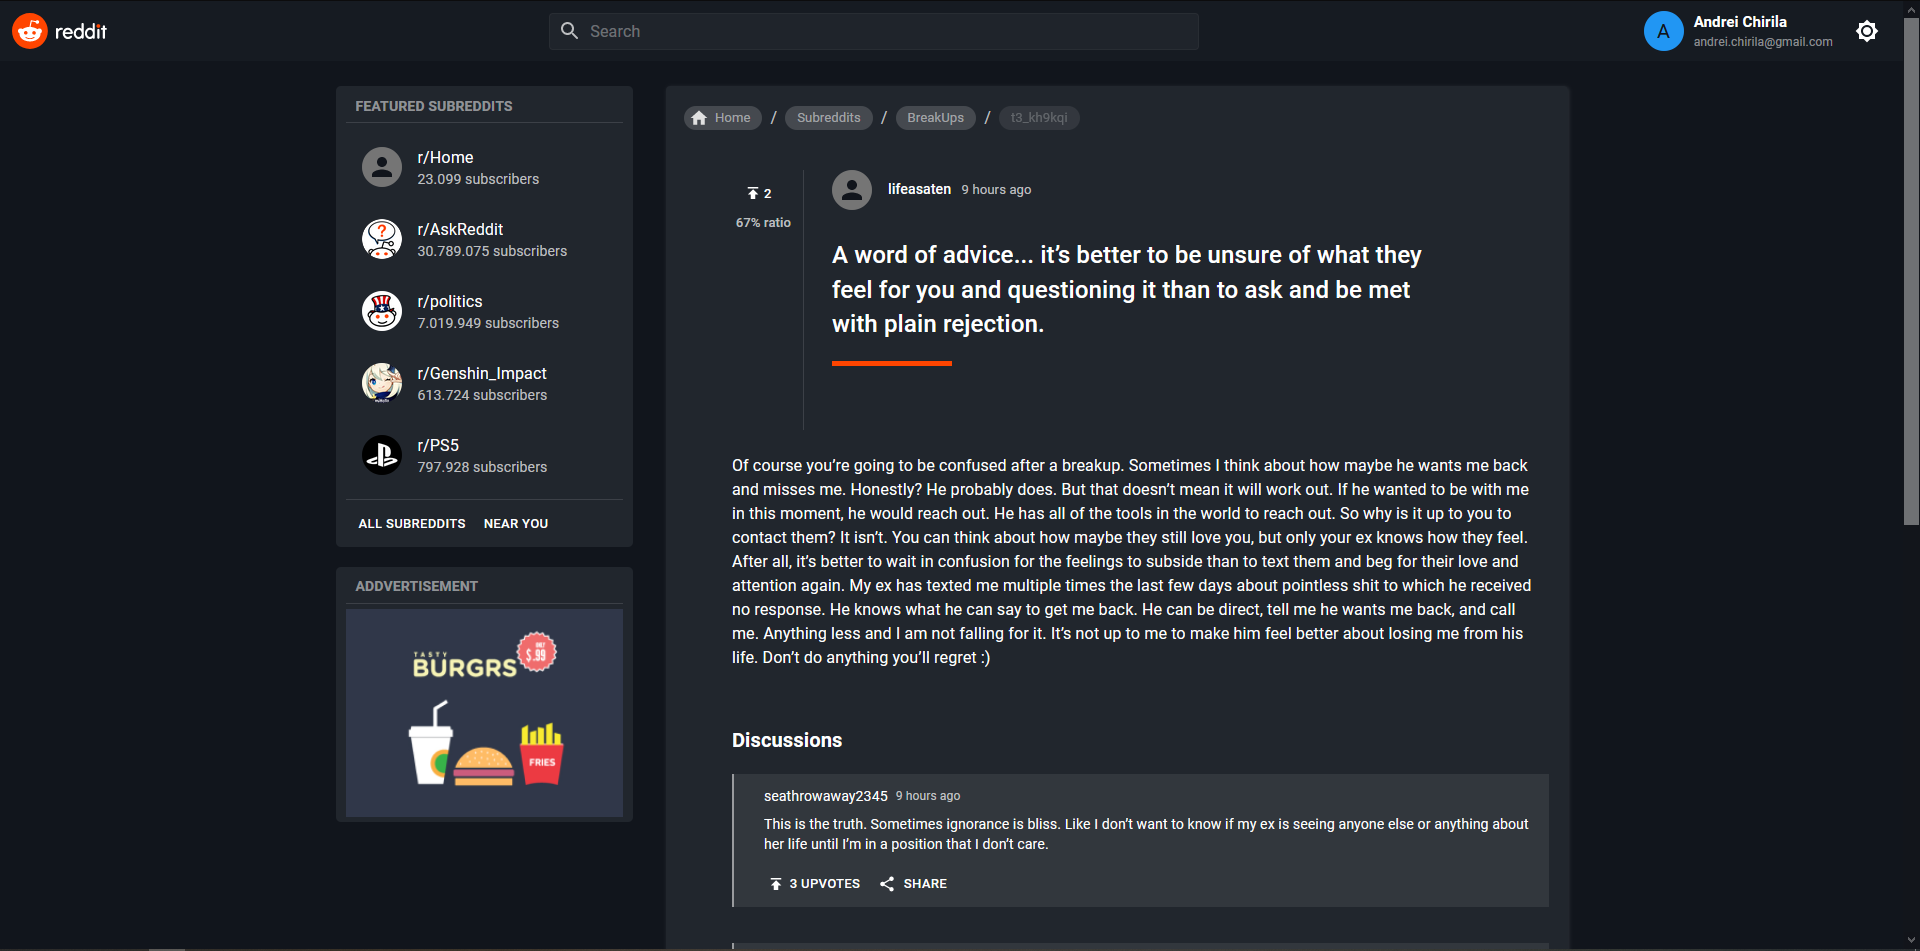 reddit
Search
A
Andrei Chirila
andrei.chirila@gmail.com
FEATURED SUBREDDITS
r/Home
23.099 subscribers
r/AskReddit
30.789.075 subscribers
r/politics
7.019.949 subscribers
r/Genshin_Impact
613.724 subscribers
r/PS5
797.928 subscribers
ALL SUBREDDITS NEAR YOU
ADDVERTISEMENT
TASTY
BURGRS
ONLY
$.99
FRIES
Home / Subreddits / BreakUps / t3_kh9kqi
2
67% ratio
lifeasaten 9 hours ago
A word of advice... it’s better to be unsure of what they
feel for you and questioning it than to ask and be met
with plain rejection.
Of course you’re going to be confused after a breakup. Sometimes I think about how maybe he wants me back
and misses me. Honestly? He probably does. But that doesn’t mean it will work out. If he wanted to be with me
in this moment, he would reach out. He has all of the tools in the world to reach out. So why is it up to you to
contact them? It isn’t. You can think about how maybe they still love you, but only your ex knows how they feel.
After all, it’s better to wait in confusion for the feelings to subside than to text them and beg for their love and
attention again. My ex has texted me multiple times the last few days about pointless shit to which he received
no response. He knows what he can say to get me back. He can be direct, tell me he wants me back, and call
me. Anything less and I am not falling for it. It’s not up to me to make him feel better about losing me from his
life. Don’t do anything you’ll regret :)
Discussions
seathrowaway2345 9 hours ago
This is the truth. Sometimes ignorance is bliss. Like I don’t want to know if my ex is seeing anyone else or anything about
her life until I’m in a position that I don’t care.
3 UPVOTES SHARE